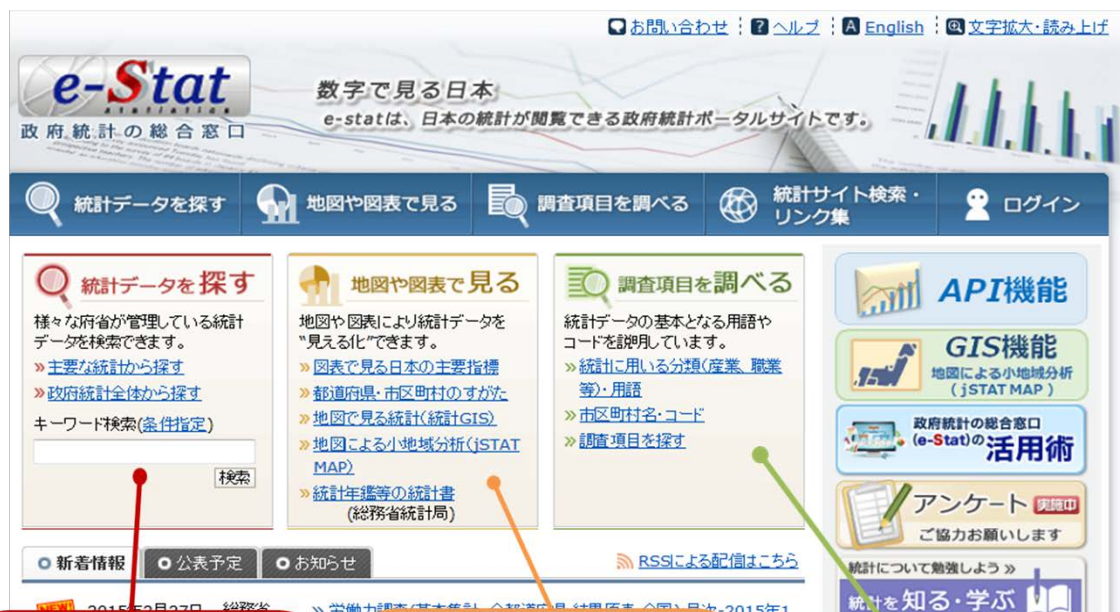 お問い合わせ ヘルプ English 文字拡大・読み上げ
e-Stat
statistics
政府統計の総合窓口
数字で見る日本
e-statは、日本の統計が閲覧できる政府統計ポータルサイトです。
統計データを探す 地図や図表で見る 調査項目を調べる 統計サイト検索・リンク集 ログイン
統計データを探す
様々な府省が管理している統計
データを検索できます。
»主要な統計から探す
»政府統計全体から探す
キーワード検索(条件指定)
検索
地図や図表で見る
地図や図表により統計データを
"見える化"できます。
»図表で見る日本の主要指標
»都道府県・市区町村のすがた
»地図で見る統計(統計GIS)
»地図による小地域分析(jSTAT
MAP)
»統計年鑑等の統計書
(総務省統計局)
調査項目を調べる
統計データの基本となる用語や
コードを説明しています。
»統計に用いる分類(産業、職業
等)・用語
»市区町村名・コード
»調査項目を探す
API機能
GIS機能
地図による小地域分析
(jSTAT MAP)
政府統計の総合窓口
(e-Stat)の活用術
アンケート 実施中
ご協力お願いします
統計について勉強しよう»
統計を知る・学ぶ
新着情報 公表予定 お知らせ
RSSによる配信はこちら
NEW! 2015年2月27日 総務省